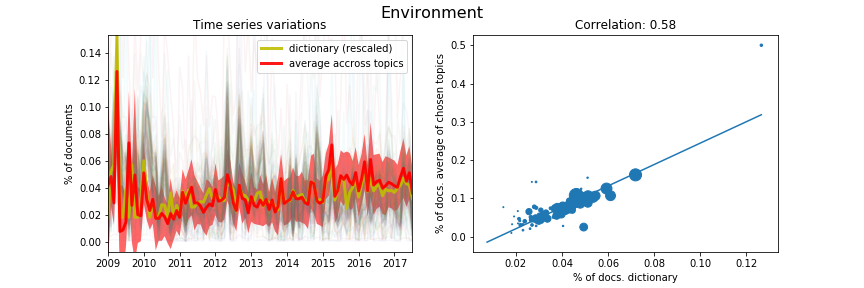 Environment
Time series variations
Correlation: 0.58
dictionary (rescaled)
average accross topics
% of documents
0.14
0.12
0.10
0.08
0.06
0.04
0.02
0.00
2009 2010 2011 2012 2013 2014 2015 2016 2017
% of docs. average of chosen topics
0.5
0.4
0.3
0.2
0.1
0.0
0.02 0.04 0.06 0.08 0.10 0.12
% of docs. dictionary